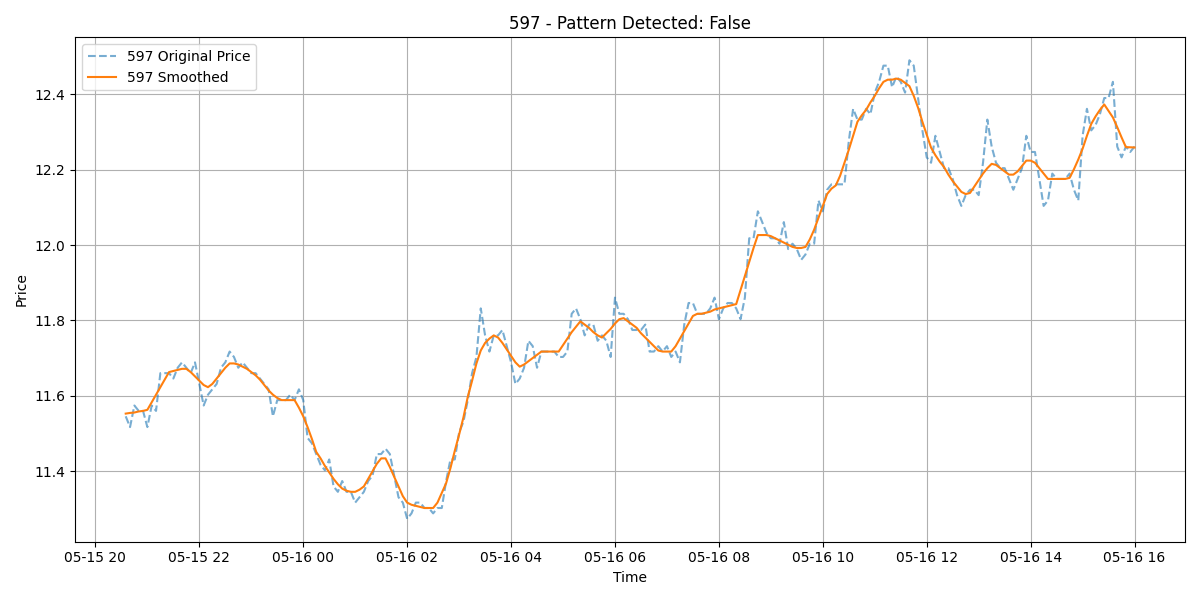 597 - Pattern Detected: False
597 Original Price
597 Smoothed
Price
12.4
12.2
12.0
11.8
11.6
11.4
05-15 20 05-15 22 05-16 00 05-16 02 05-16 04 05-16 06 05-16 08 05-16 10 05-16 12 05-16 14 05-16 16
Time